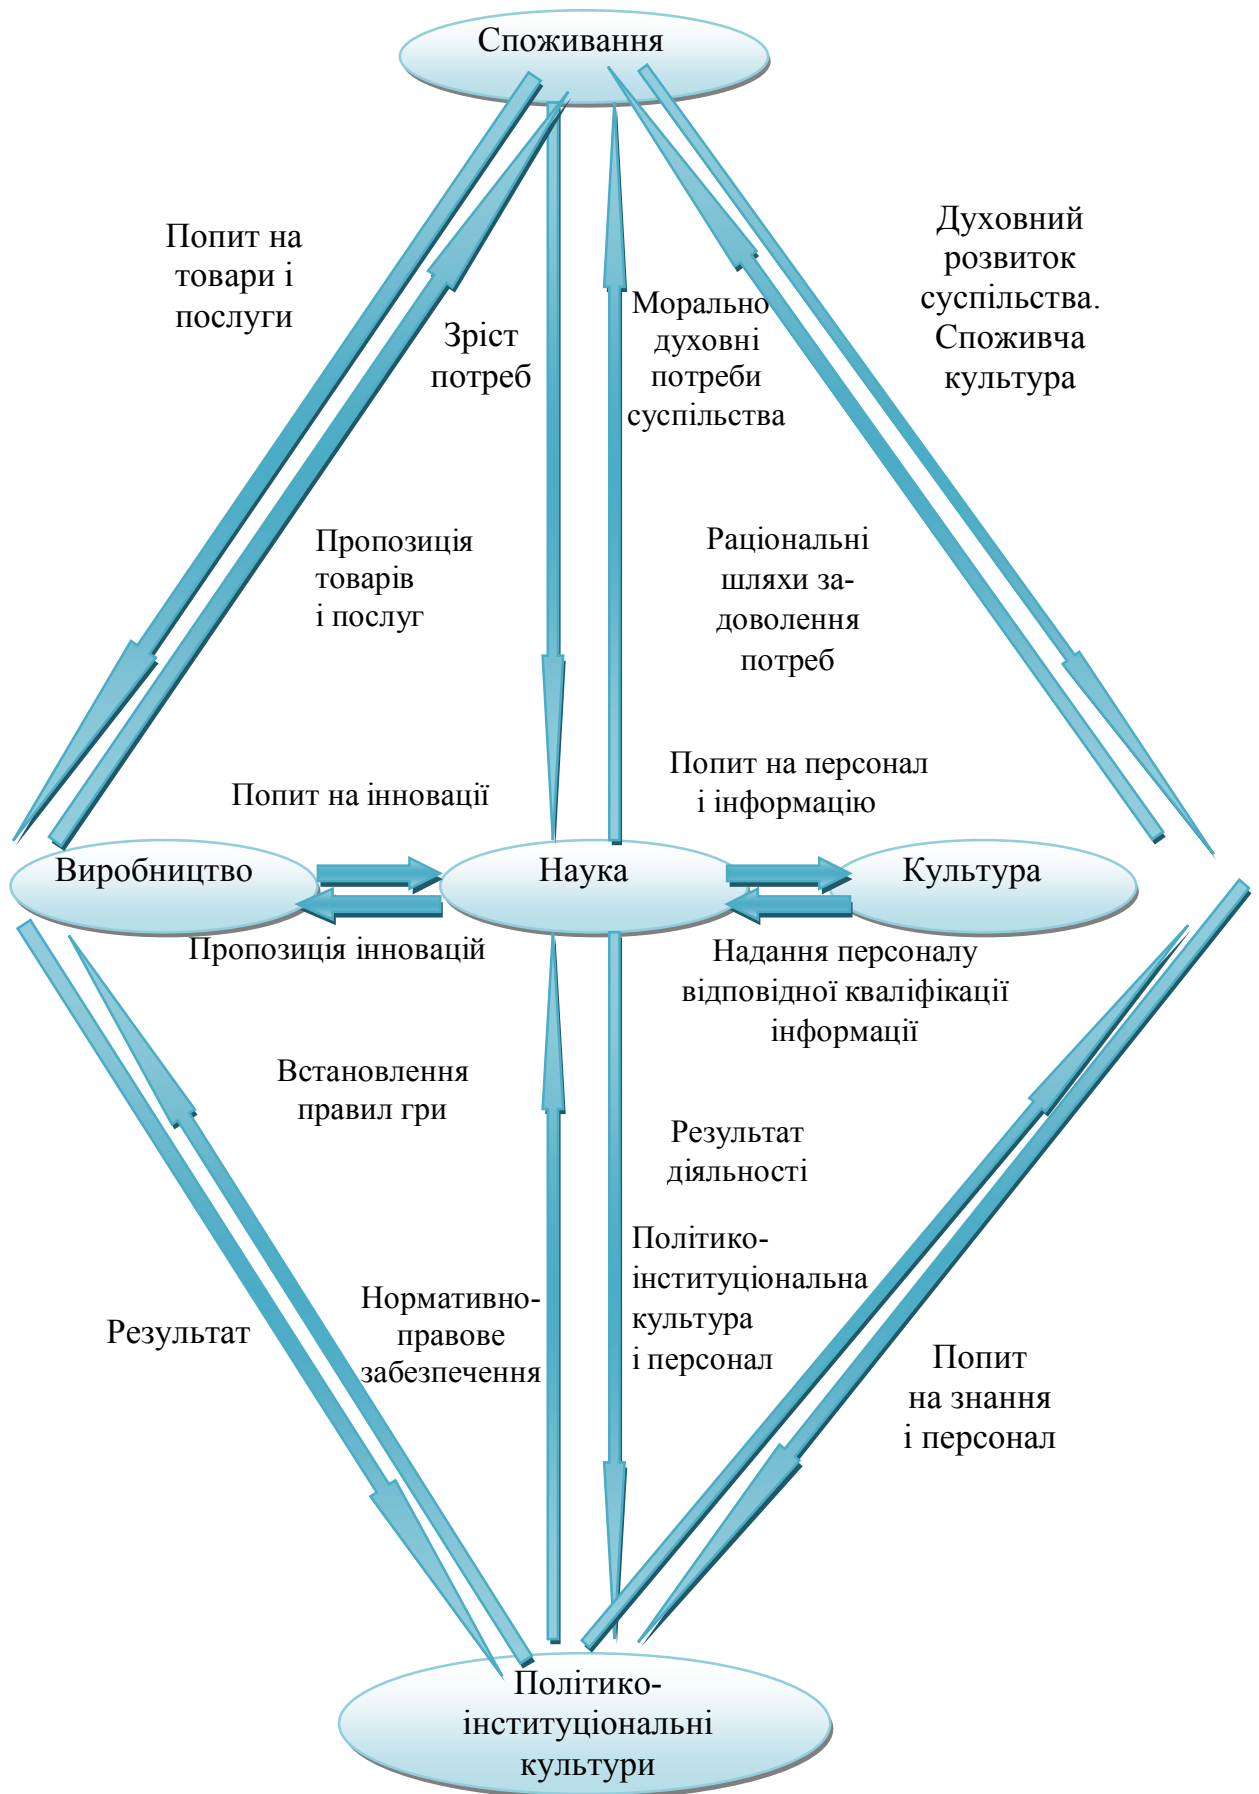 Споживання
Попит на
товари і
послуги
Зріст
потреб
Морально
духовні
потреби
суспільства
Духовний
розвиток
суспільства.
Споживча
культура
Пропозиція
товарів
і послуг
Раціональні
шляхи за-
доволення
потреб
Попит на інновації
Попит на персонал
і інформацію
Виробництво
Наука
Культура
Пропозиція інновацій
Надання персоналу
відповідної кваліфікації
інформації
Встановлення
правил гри
Результат
діяльності
Результат
Нормативно-
правове
забезпечення
Політико-
інституціональна
культура
і персонал
Попит
на знання
і персонал
Політико-
інституціональні
культури